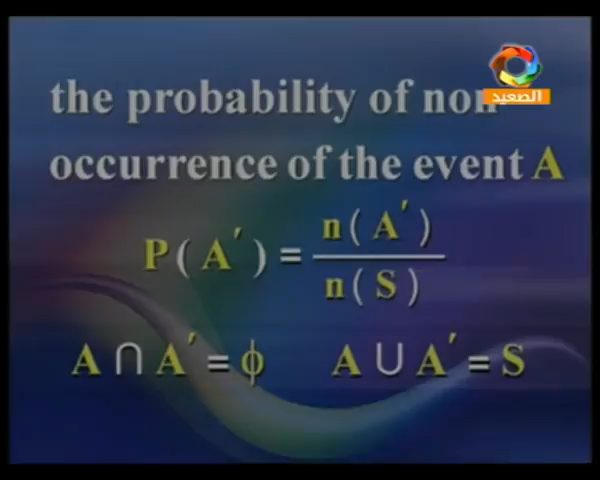 الصعيد
the probability of non-
occurrence of the event A
P(A′) = n(A′) / n(S)
A ∩ A′ = ϕ A ∪ A′ = S